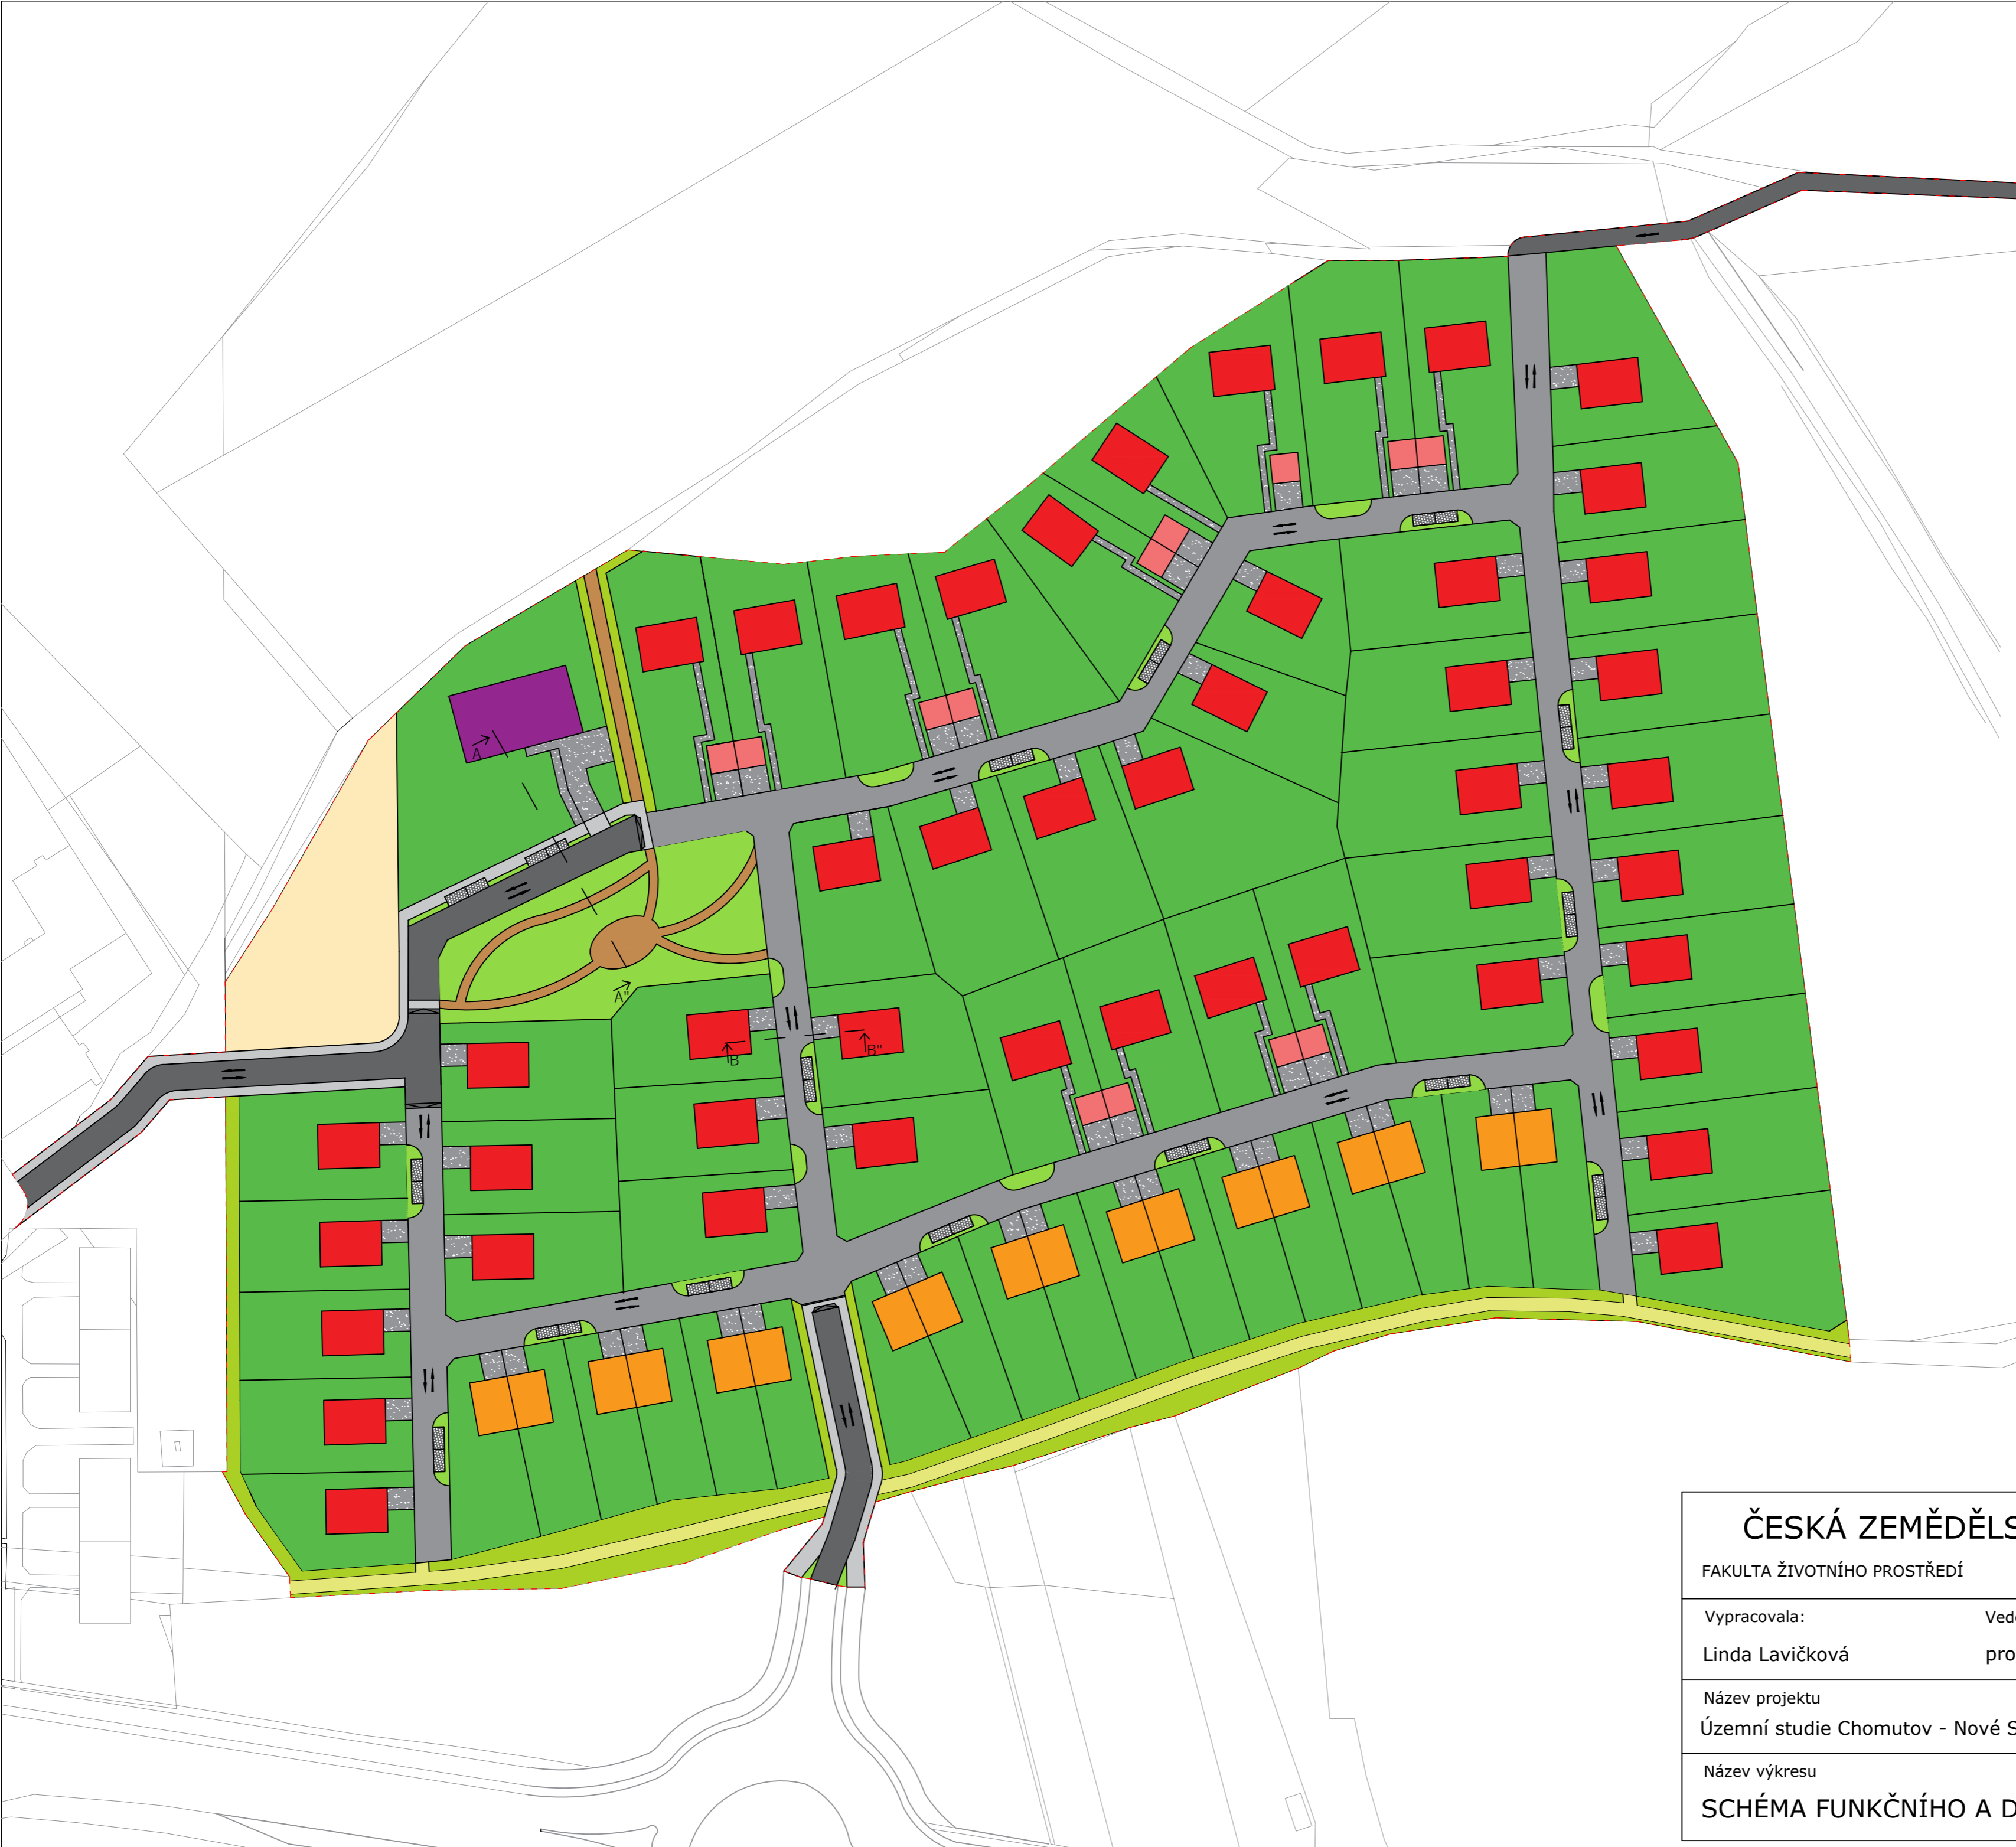 A
A"
B
B"
ČESKÁ ZEMĚDĚLS
FAKULTA ŽIVOTNÍHO PROSTŘEDÍ
Vypracovala: Vede
Linda Lavičková pro
Název projektu
Územní studie Chomutov - Nové S
Název výkresu
SCHÉMA FUNKČNÍHO A D